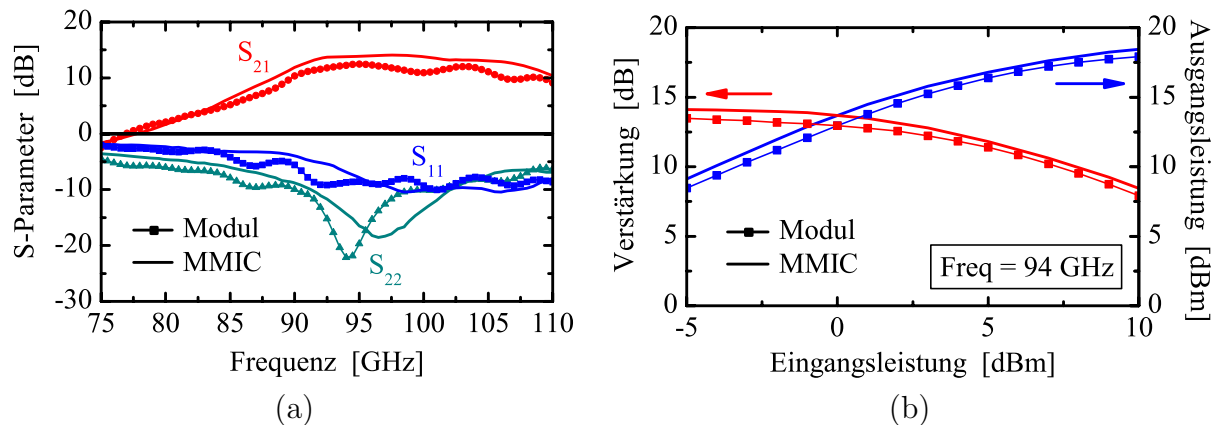 20
10
0
-10
-20
-30
S-Parameter [dB]
S21
S11
S22
Modul
MMIC
75 80 85 90 95 100 105 110
Frequenz [GHz]
(a)
20
15
10
5
0
Verstärkung [dB]
20
15
10
5
0
Ausgangsleistung [dBm]
Modul
MMIC
Freq = 94 GHz
-5 0 5 10
Eingangsleistung [dBm]
(b)